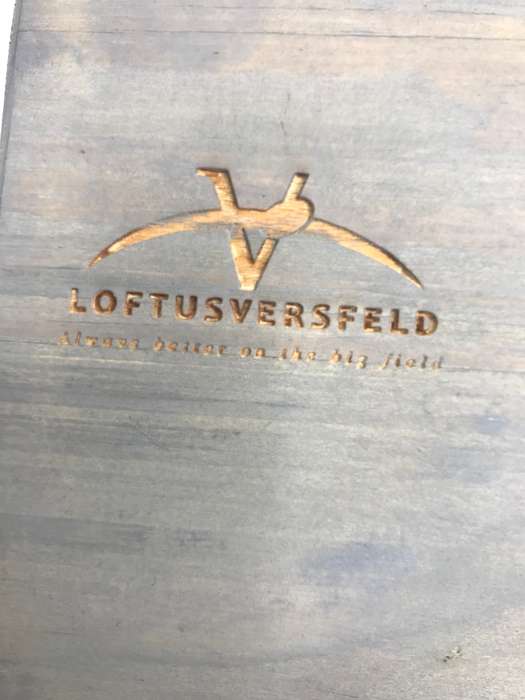 LOFTUSVERSFELD
Always better on the big field